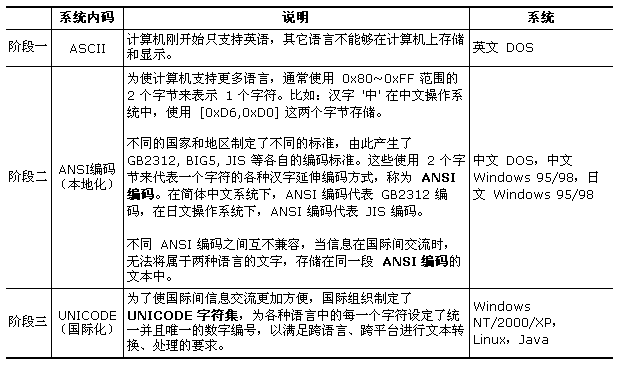 系统内码 说明 系统
阶段一 ASCII 计算机刚开始只支持英语，其它语言不能够在计算机上存储
和显示。
英文 DOS
阶段二 ANSI编码
（本地化）
为使计算机支持更多语言，通常使用 0x80~0xFF 范围的
2 个字节来表示 1 个字符。比如：汉字 '中' 在中文操作系
统中，使用 [0xD6,0xD0] 这两个字节存储。
不同的国家和地区制定了不同的标准，由此产生了
GB2312, BIG5, JIS 等各自的编码标准。这些使用 2 个字
节来代表一个字符的各种汉字延伸编码方式，称为 ANSI
编码。在简体中文系统下，ANSI 编码代表 GB2312 编
码，在日文操作系统下，ANSI 编码代表 JIS 编码。
不同 ANSI 编码之间互不兼容，当信息在国际间交流时，
无法将属于两种语言的文字，存储在同一段 ANSI 编码的
文本中。
中文 DOS，中文
Windows 95/98，日
文 Windows 95/98
阶段三 UNICODE
（国际化）
为了使国际间信息交流更加方便，国际组织制定了
UNICODE 字符集，为各种语言中的每一个字符设定了统
一并且唯一的数字编号，以满足跨语言、跨平台进行文本转
换、处理的要求。
Windows
NT/2000/XP，
Linux，Java